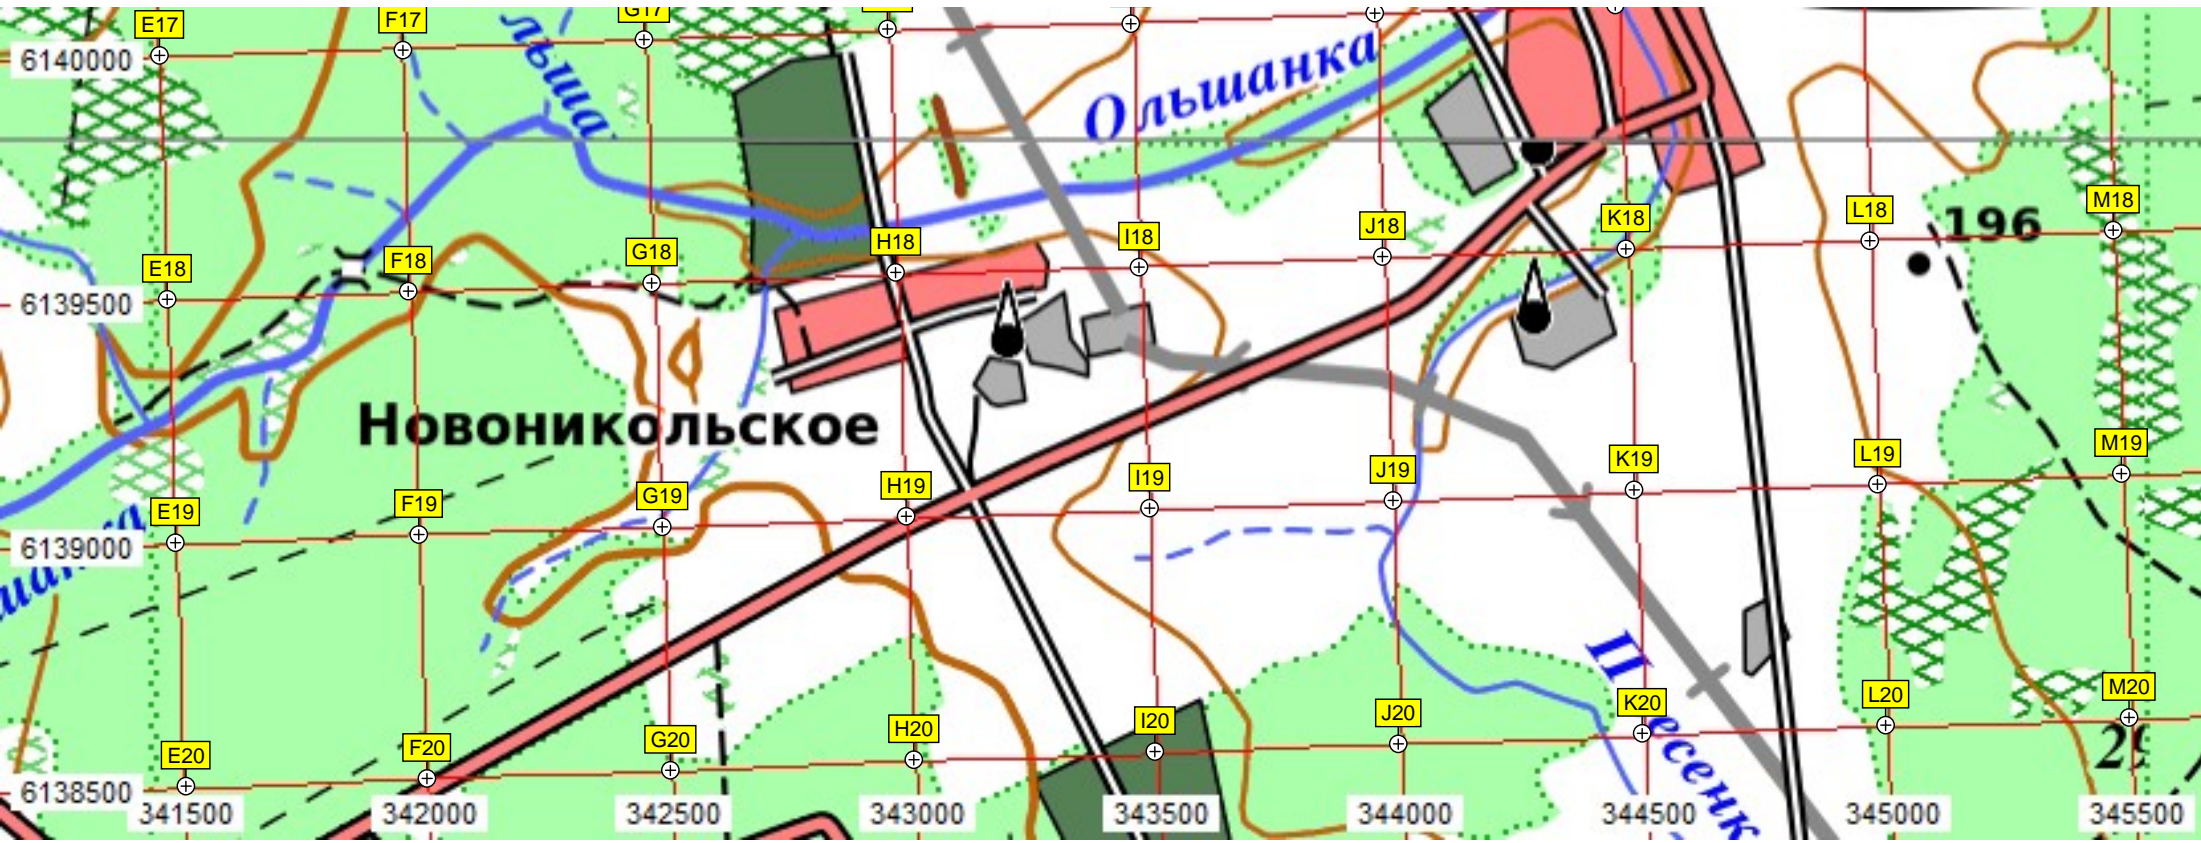 G17
E17 F17
6140000
льша
Ольшанка
E18 F18 G18 H18 I18 J18 K18 L18 M18
196
6139500
Новоникольское
E19 F19 G19 H19 I19 J19 K19 L19 M19
6139000
шанка
П
есенк
E20 F20 G20 H20 I20 J20 K20 L20 M20
6138500
341500 342000 342500 343000 343500 344000 344500 345000 345500